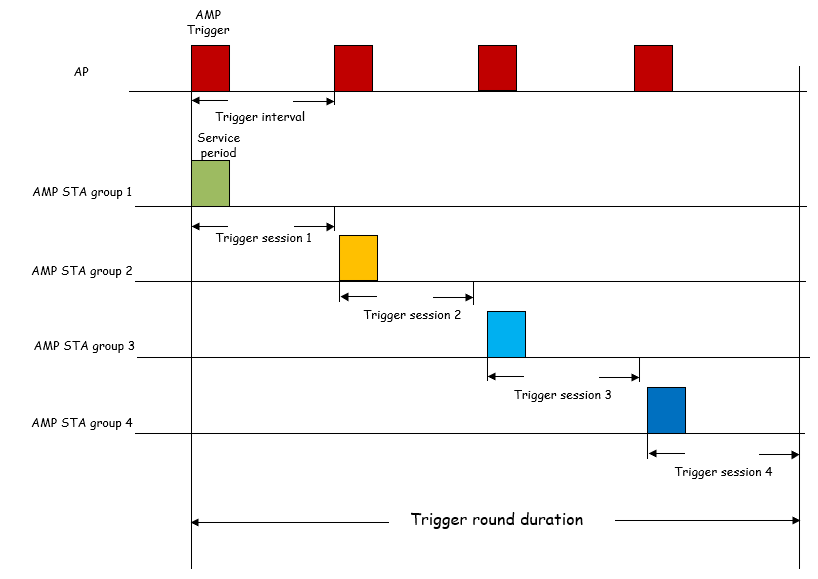 AMP
Trigger
AP
Trigger interval
Service
period
AMP STA group 1
Trigger session 1
AMP STA group 2
Trigger session 2
AMP STA group 3
Trigger session 3
AMP STA group 4
Trigger session 4
Trigger round duration